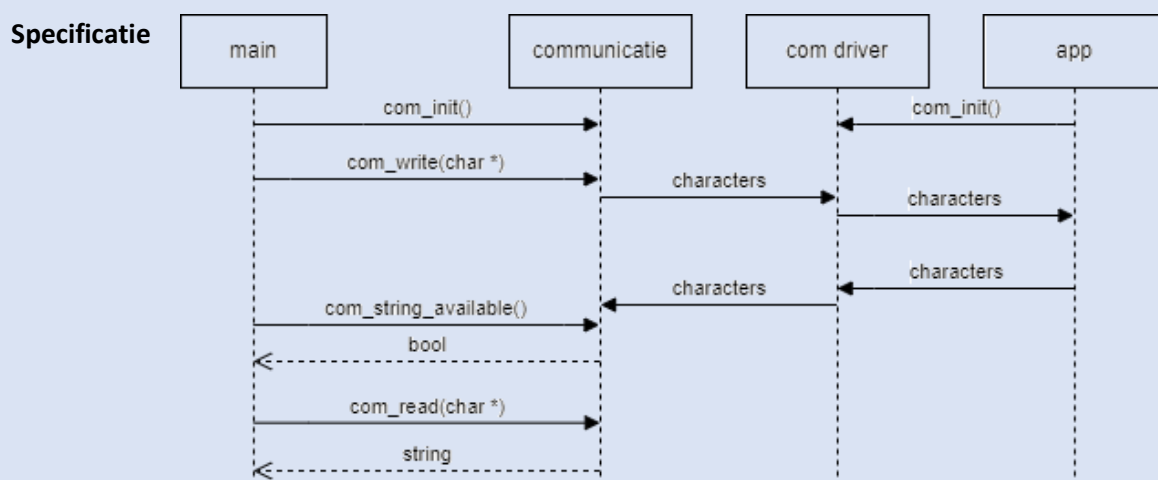 Specificatie
main communicatie com driver app
com_init() com_init()
com_write(char *)
characters
characters
characters
characters
com_string_available()
bool
com_read(char *)
string